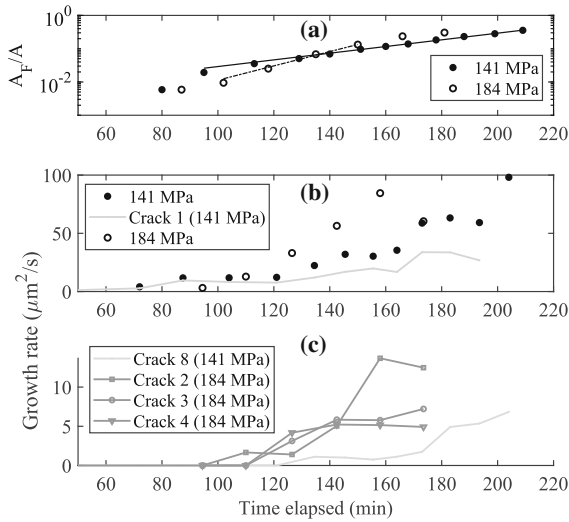 10^0
10^-2
A_F/A
(a)
141 MPa
184 MPa
60 80 100 120 140 160 180 200 220
100
50
0
(b)
141 MPa
Crack 1 (141 MPa)
184 MPa
60 80 100 120 140 160 180 200 220
Growth rate (μm^2/s)
10
5
0
(c)
Crack 8 (141 MPa)
Crack 2 (184 MPa)
Crack 3 (184 MPa)
Crack 4 (184 MPa)
60 80 100 120 140 160 180 200 220
Time elapsed (min)